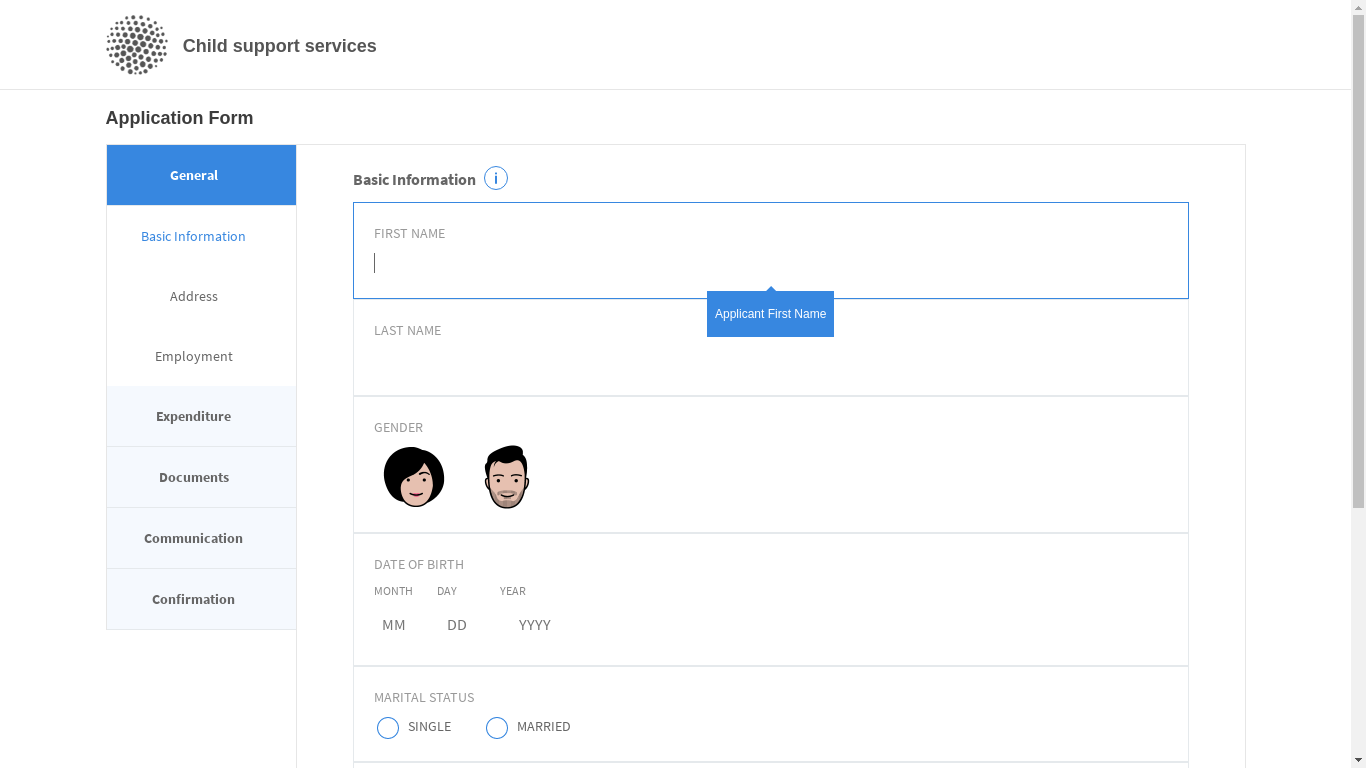 Child support services
Application Form
General
Basic Information
Address
Employment
Expenditure
Documents
Communication
Confirmation
Basic Information i
FIRST NAME
Applicant First Name
LAST NAME
GENDER
DATE OF BIRTH
MONTH DAY YEAR
MM DD YYYY
MARITAL STATUS
SINGLE MARRIED